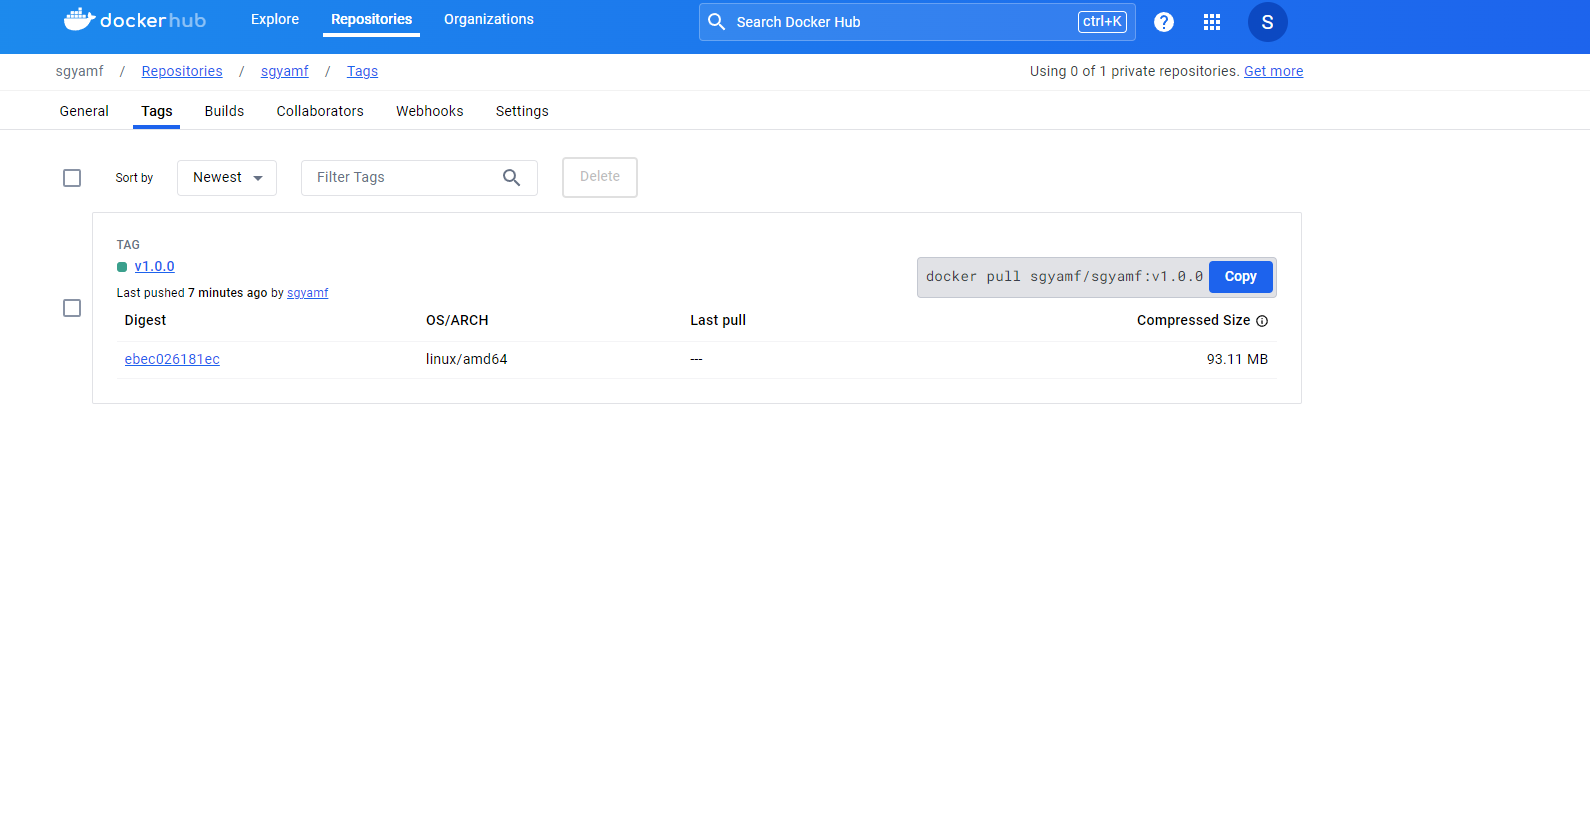 dockerhub Explore Repositories Organizations Search Docker Hub ctrl+K ? S
sgyamf / Repositories / sgyamf / Tags Using 0 of 1 private repositories. Get more
General Tags Builds Collaborators Webhooks Settings
Sort by Newest Filter Tags Delete
TAG
v1.0.0
docker pull sgyamf/sgyamf:v1.0.0 Copy
Last pushed 7 minutes ago by sgyamf
Digest OS/ARCH Last pull Compressed Size
ebec026181ec linux/amd64 --- 93.11 MB